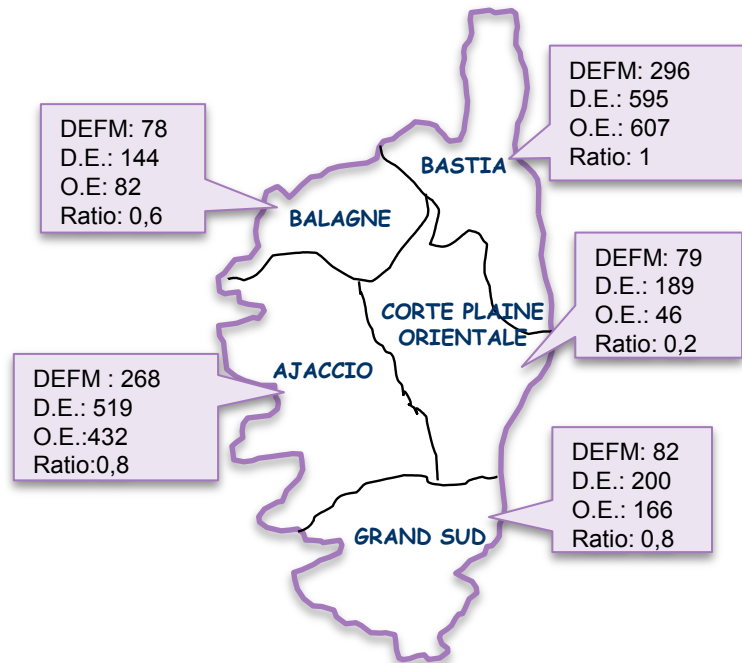 DEFM: 296
D.E.: 595
O.E.: 607
Ratio: 1
DEFM: 78
D.E.: 144
O.E: 82
Ratio: 0,6
BASTIA
BALAGNE
DEFM: 79
D.E.: 189
O.E.: 46
Ratio: 0,2
CORTE PLAINE
ORIENTALE
AJACCIO
DEFM : 268
D.E.: 519
O.E.:432
Ratio:0,8
DEFM: 82
D.E.: 200
O.E.: 166
Ratio: 0,8
GRAND SUD